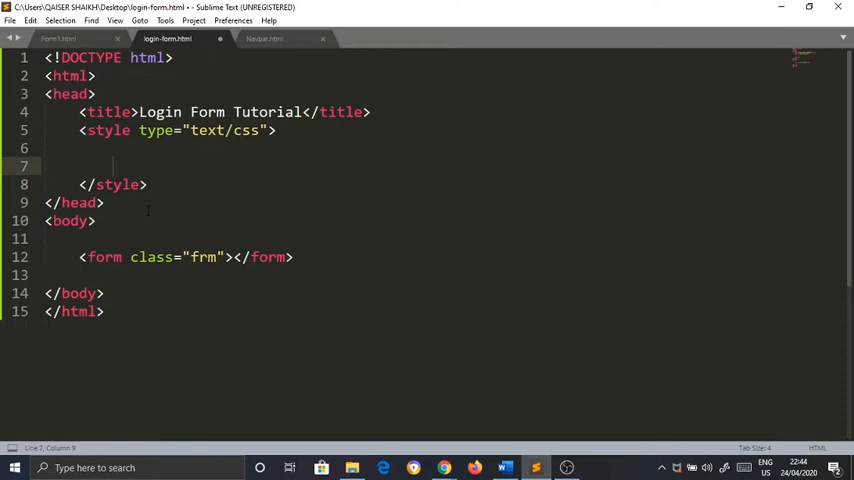 C:\Users\QAISER SHAIKH\Desktop\login-form.html • - Sublime Text (UNREGISTERED)
File Edit Selection Find View Goto Tools Project Preferences Help
Form1.html × login-form.html Navbar.html ×
1 <!DOCTYPE html>
2 <html>
3 <head>
4 <title>Login Form Tutorial</title>
5 <style type="text/css">
6
7
8 </style>
9 </head>
10 <body>
11
12 <form class="frm"></form>
13
14 </body>
15 </html>
Line 7, Column 9 Tab Size: 4 HTML
Type here to search
ENG 22:44
US 24/04/2020 2